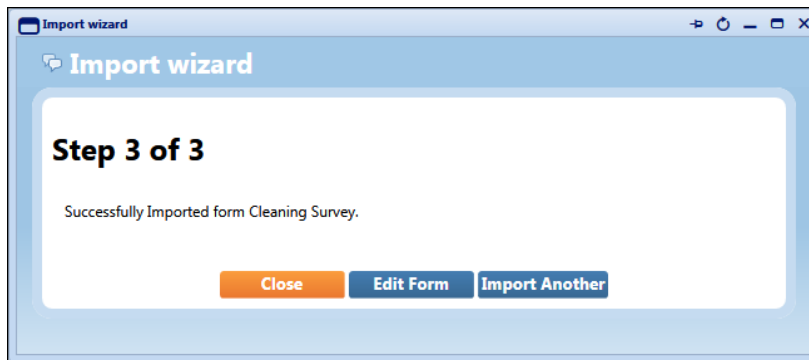 Import wizard
Import wizard
Step 3 of 3
Successfully Imported form Cleaning Survey.
Close Edit Form Import Another